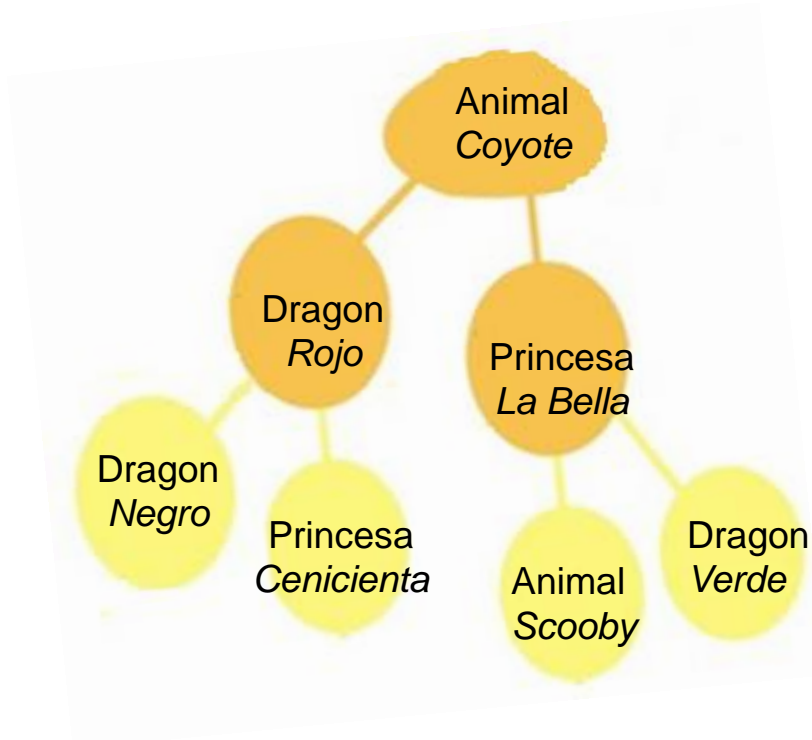 Animal
Coyote
Dragon
Rojo
Princesa
La Bella
Dragon
Negro
Princesa
Cenicienta
Animal
Scooby
Dragon
Verde